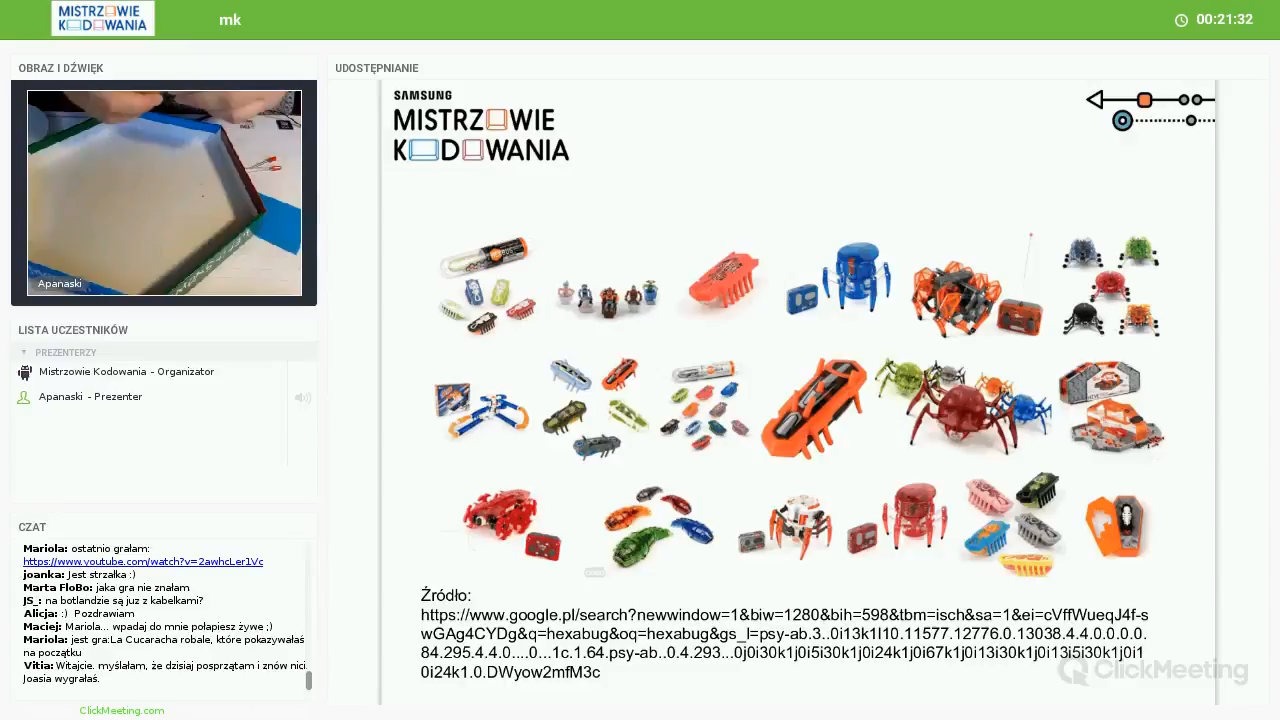 MISTRZOWIE
KODOWANIA
mk
00:21:32
OBRAZ I DŹWIĘK
Apanaski
LISTA UCZESTNIKÓW
PREZENTERZY
Mistrzowie Kodowania - Organizator
Apanaski - Prezenter
CZAT
Mariola: ostatnio grałam:
https://www.youtube.com/watch?v=2awhcLer1Vc
joanka: Jest strzałka :)
Marta FloBo: jaka gra nie znałam
JS_: na botlandzie są juz z kabelkami?
Alicja: :) Pozdrawiam
Maciej: Mariola... wpadaj do mnie połapiesz żywe ;)
Mariola: jest gra:La Cucaracha robale, które pokazywałaś
na początku
Vitia: Witajcie. myślałam, że dzisiaj posprzątam i znów nici.
Joasia wygrałaś.
ClickMeeting.com
UDOSTĘPNIANIE
SAMSUNG
MISTRZOWIE
KODOWANIA
Źródło:
https://www.google.pl/search?newwindow=1&biw=1280&bih=598&tbm=isch&sa=1&ei=cVffWueqJ4f-s
wGAg4CYDg&q=hexabug&oq=hexabug&gs_l=psy-ab.3..0i13k1l10.11577.12776.0.13038.4.4.0.0.0.0.
84.295.4.4.0....0...1c.1.64.psy-ab..0.4.293...0j0i30k1j0i5i30k1j0i24k1j0i67k1j0i13i30k1j0i13i5i30k1j0i1
0i24k1.0.DWyow2mfM3c
ClickMeeting